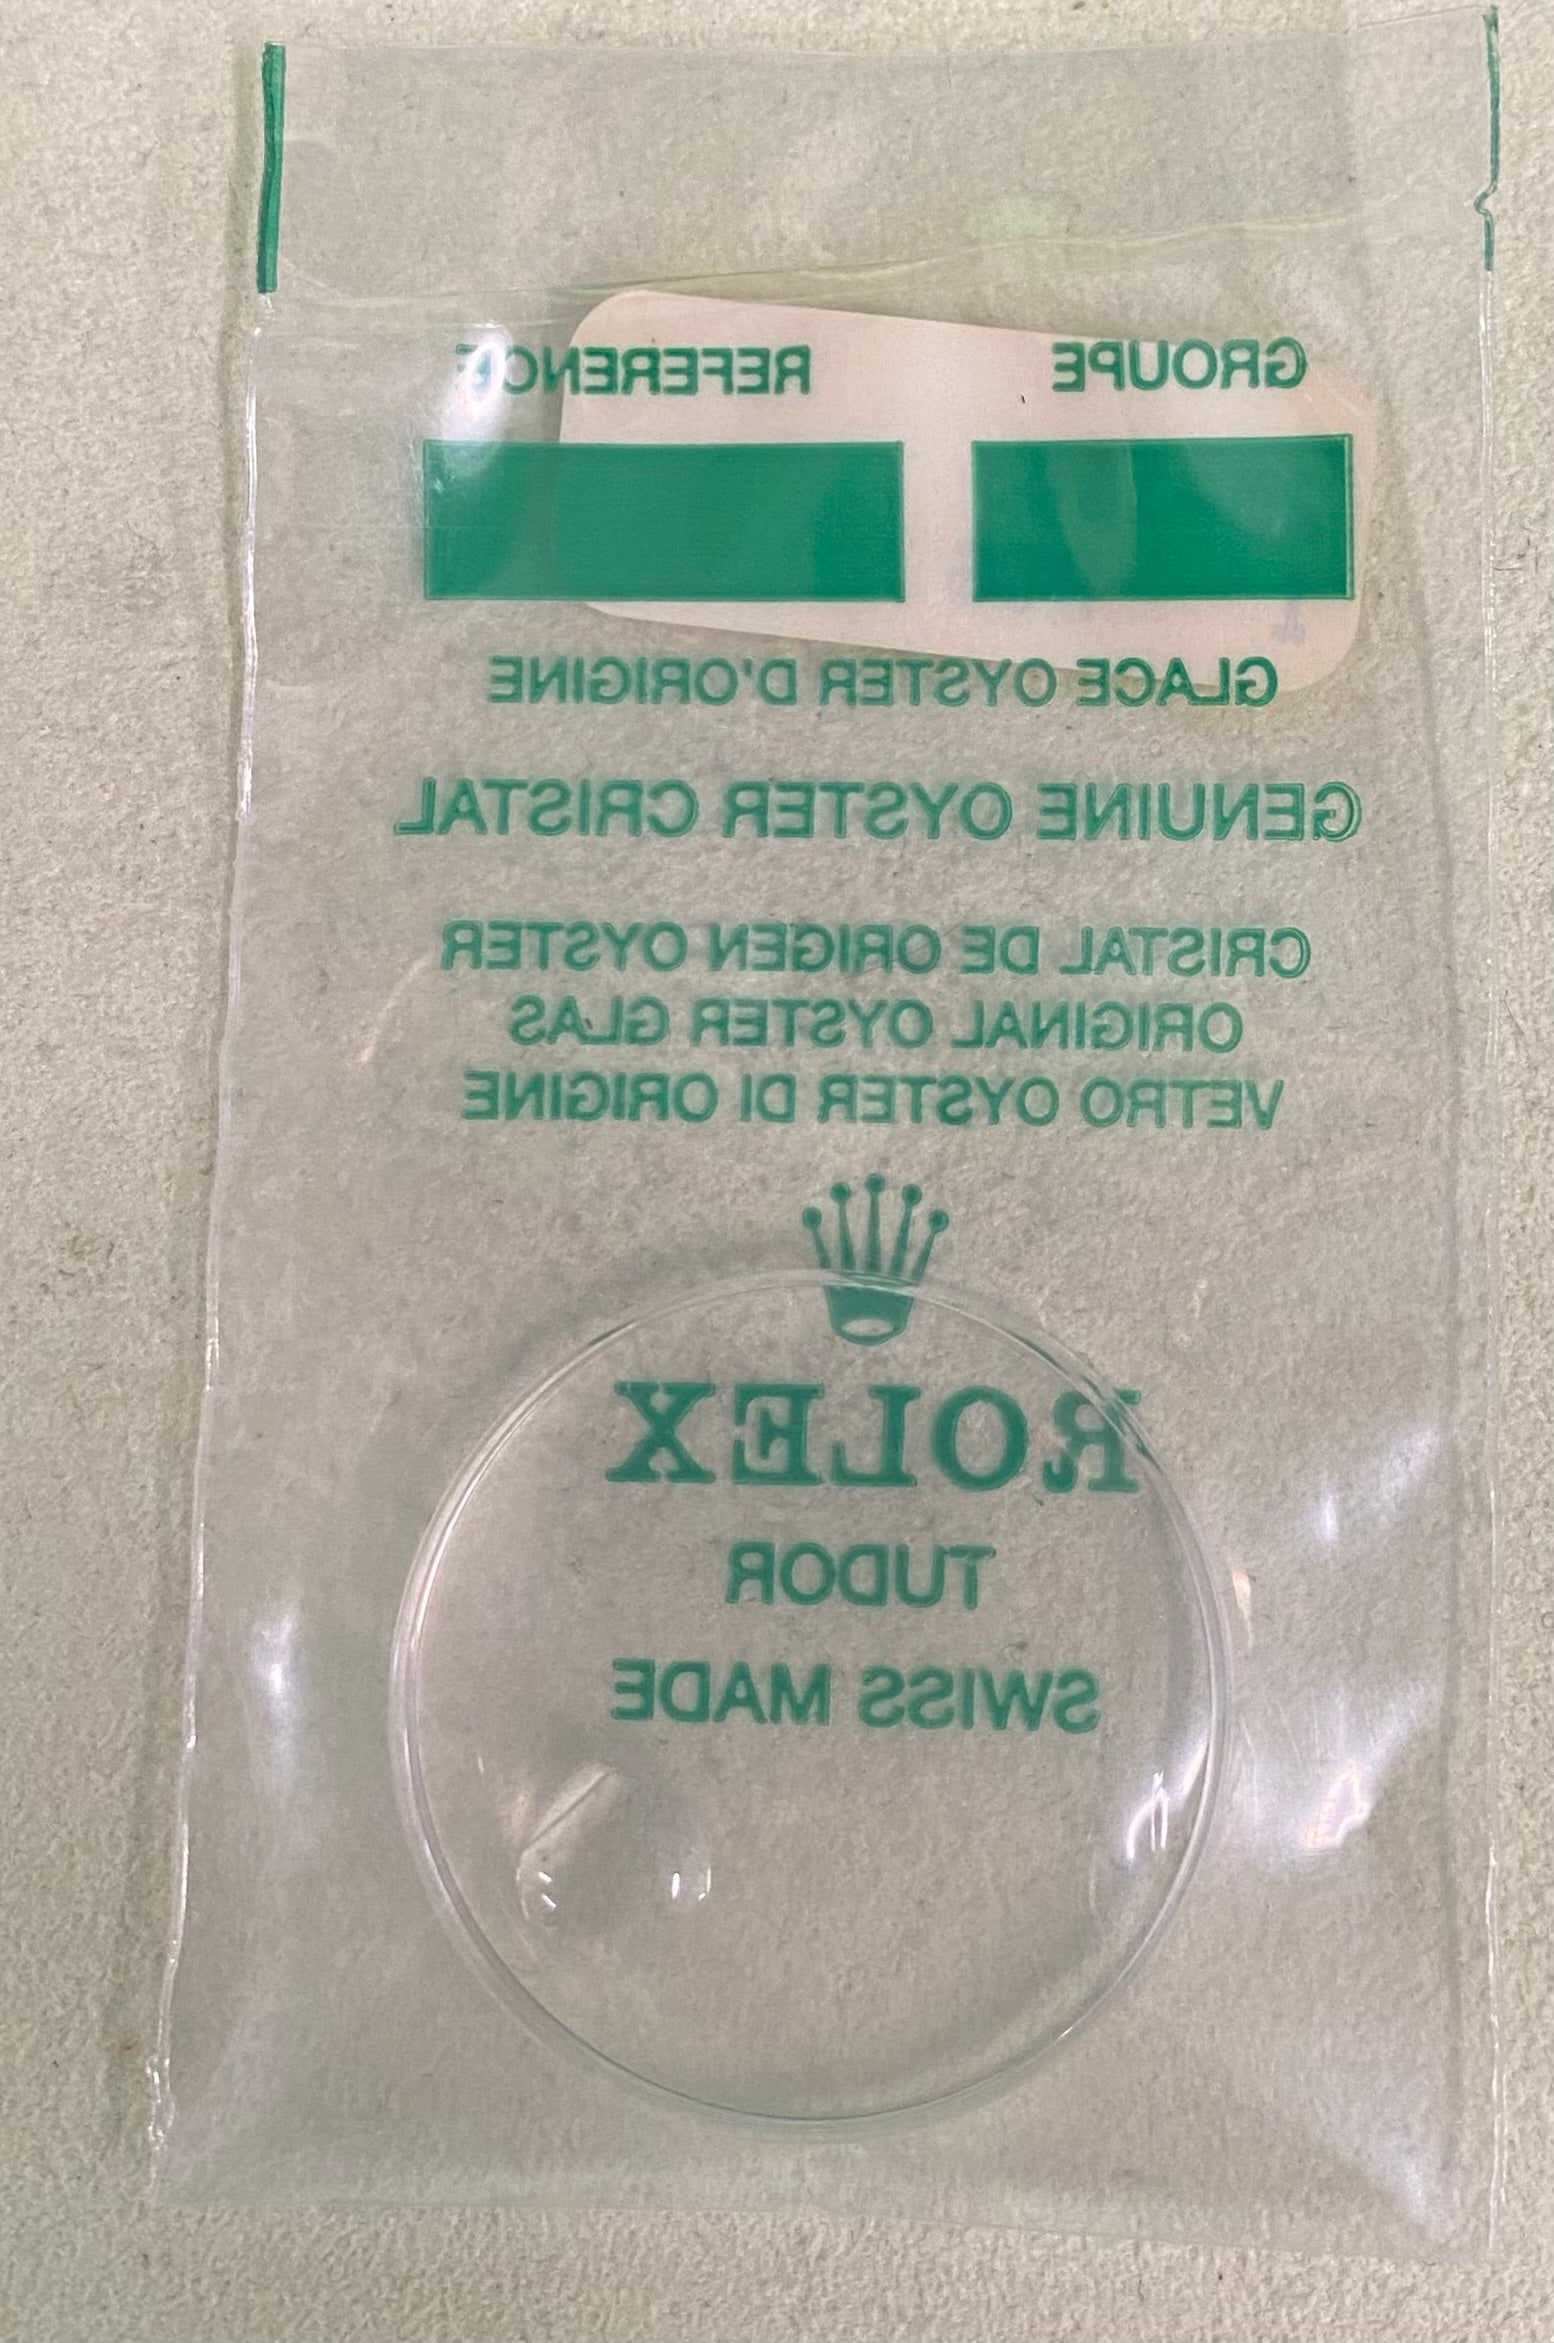 GROUPE REFERENCE
GLACE OYSTER D'ORIGINE
GENUINE OYSTER CRISTAL
CRISTAL DE ORIGEN OYSTER
ORIGINAL OYSTER GLAS
VETRO OYSTER DI ORIGINE
ROLEX
TUDOR
SWISS MADE